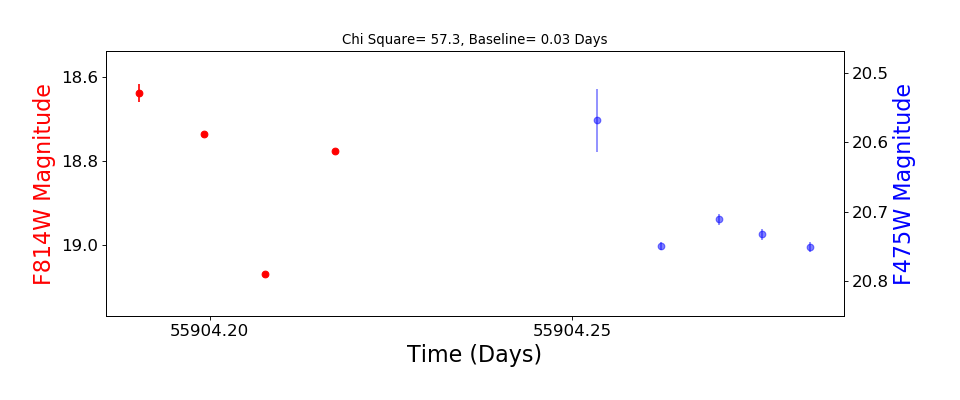 Chi Square= 57.3, Baseline= 0.03 Days
F814W Magnitude
18.6
18.8
19.0
20.5
20.6
20.7
20.8
F475W Magnitude
55904.20
55904.25
Time (Days)